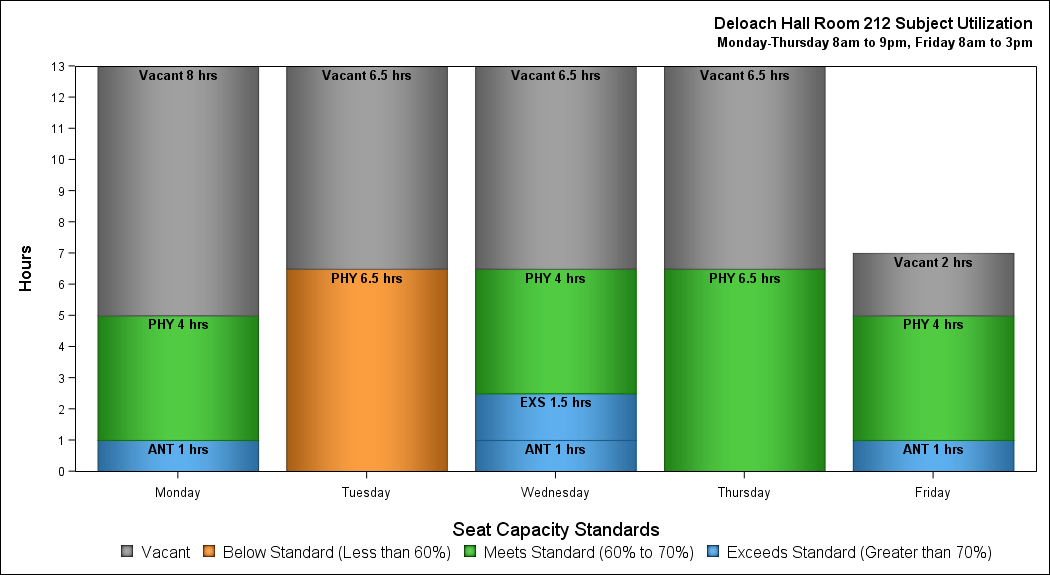 Deloach Hall Room 212 Subject Utilization
Monday-Thursday 8am to 9pm, Friday 8am to 3pm
Hours
13
12
11
10
9
8
7
6
5
4
3
2
1
0
Vacant 8 hrs
PHY 4 hrs
ANT 1 hrs
Vacant 6.5 hrs
PHY 6.5 hrs
Vacant 6.5 hrs
PHY 4 hrs
EXS 1.5 hrs
ANT 1 hrs
Vacant 6.5 hrs
PHY 6.5 hrs
Vacant 2 hrs
PHY 4 hrs
ANT 1 hrs
Monday Tuesday Wednesday Thursday Friday
Seat Capacity Standards
Vacant Below Standard (Less than 60%) Meets Standard (60% to 70%) Exceeds Standard (Greater than 70%)